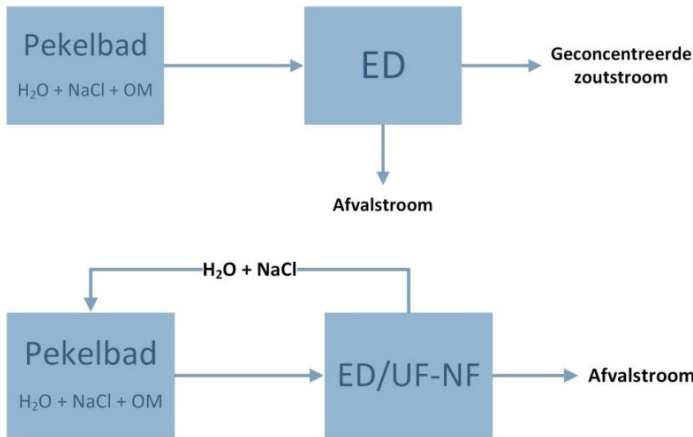 Pekelbad
H₂O + NaCl + OM
ED
Geconcentreerde
zoutstroom
Afvalstroom
H₂O + NaCl
Pekelbad
H₂O + NaCl + OM
ED/UF-NF
Afvalstroom